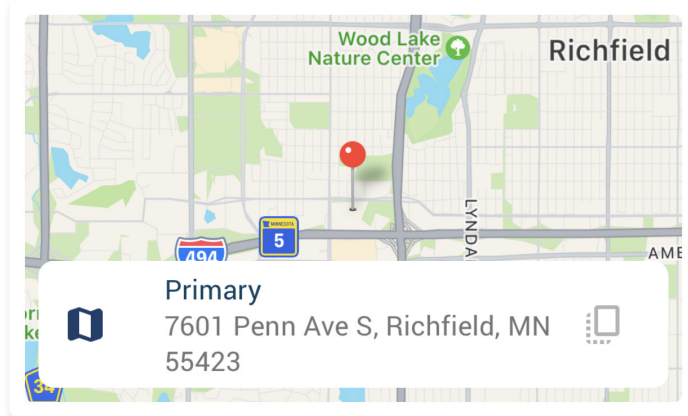 Wood Lake
Nature Center
Richfield
MINNESOTA
5
494
LYNDA
AME
Primary
7601 Penn Ave S, Richfield, MN
55423
34